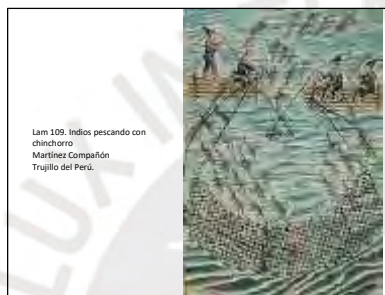 Lam 109. Indios pescando con
chinchorro
Martínez Compañón
Trujillo del Perú.